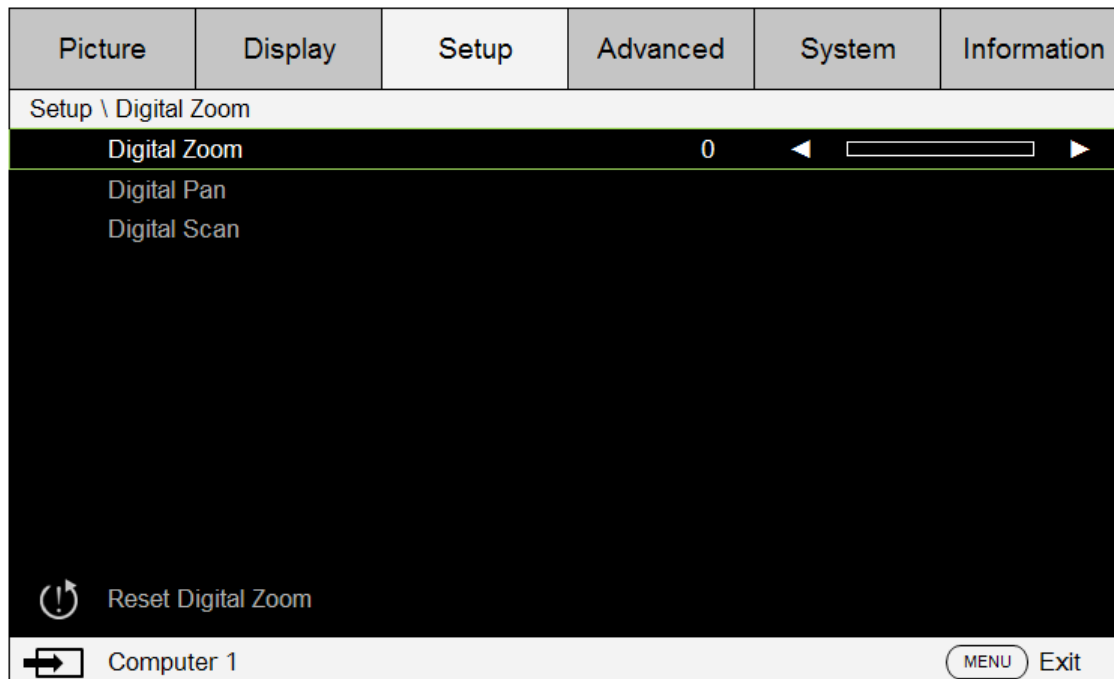 Picture Display Setup Advanced System Information
Setup \ Digital Zoom
Digital Zoom 0
Digital Pan
Digital Scan
Reset Digital Zoom
Computer 1 MENU Exit